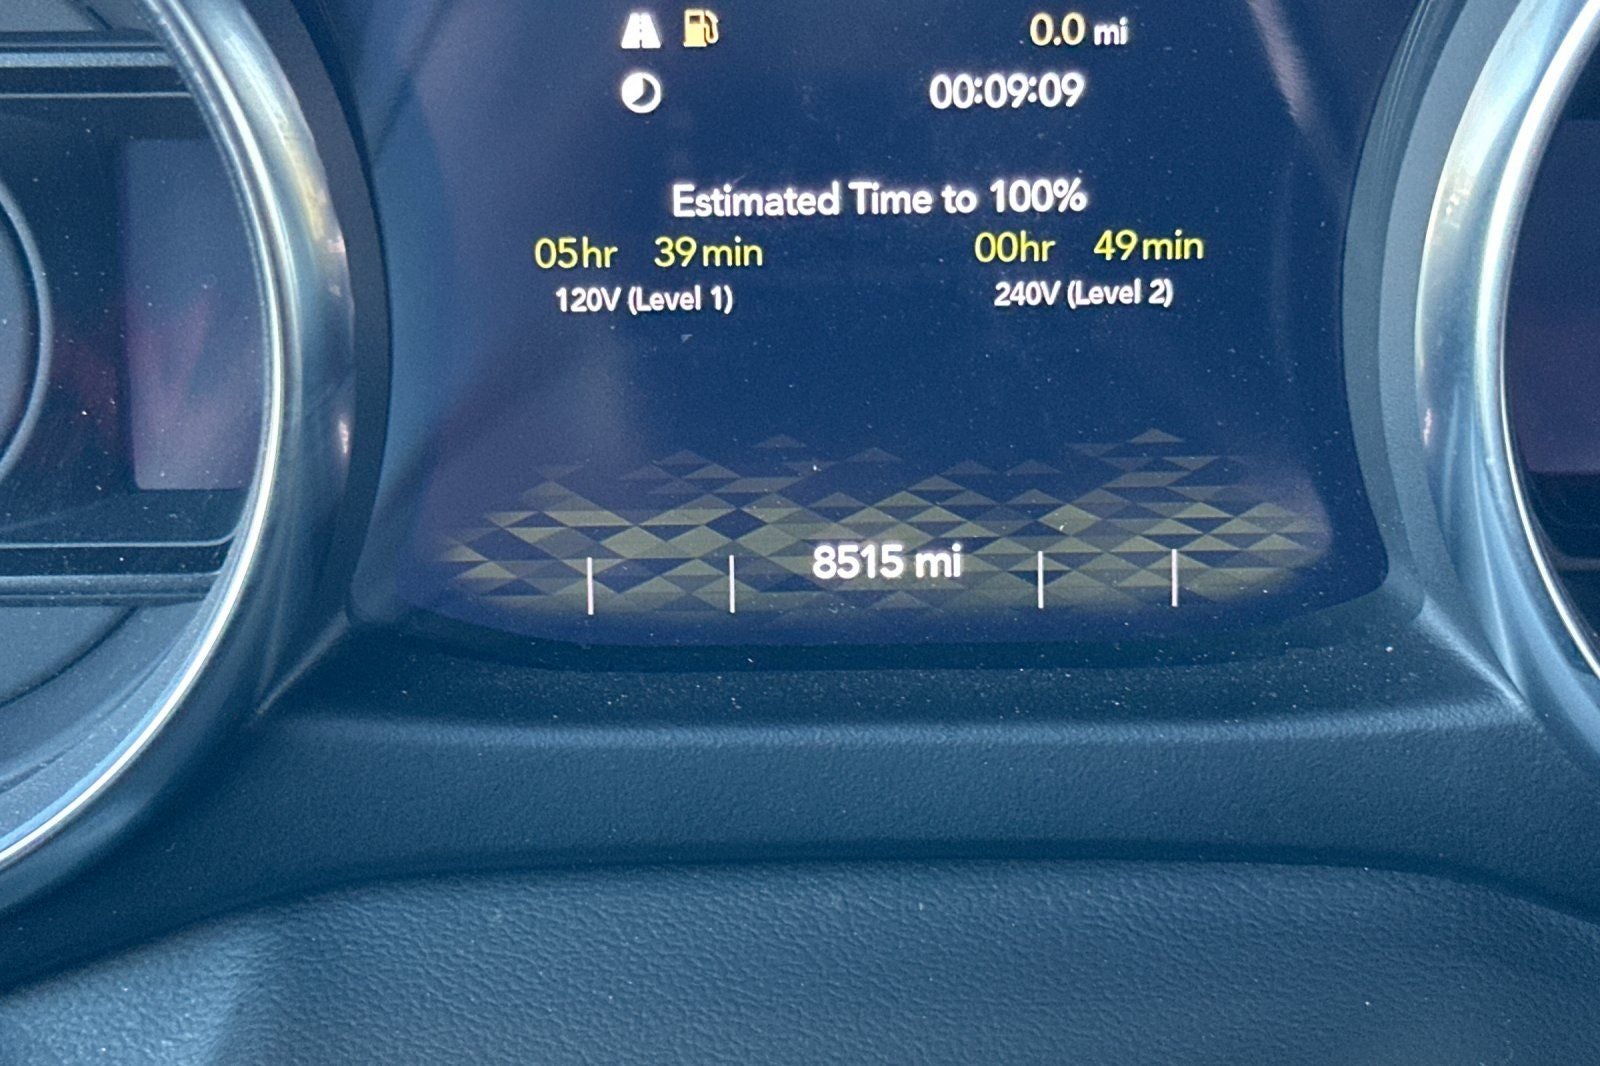 0.0 mi
00:09:09
Estimated Time to 100%
05hr 39min 00hr 49min
120V (Level 1) 240V (Level 2)
8515 mi